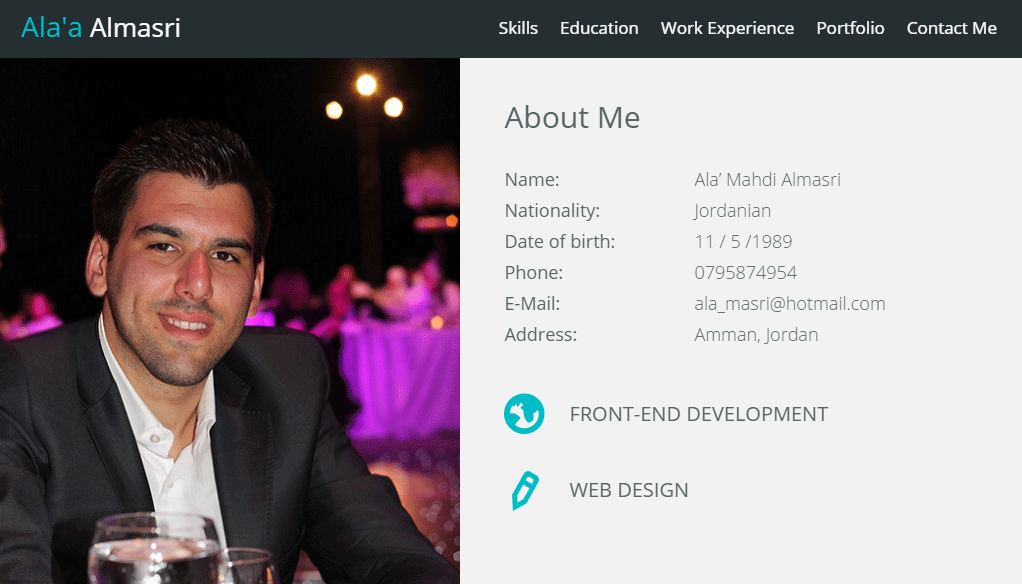 Ala'a Almasri
Skills Education Work Experience Portfolio Contact Me
About Me
Name: Ala’ Mahdi Almasri
Nationality: Jordanian
Date of birth: 11 / 5 /1989
Phone: 0795874954
E-Mail: ala_masri@hotmail.com
Address: Amman, Jordan
FRONT-END DEVELOPMENT
WEB DESIGN